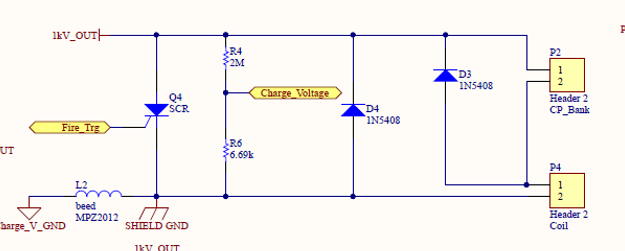 P
1kV_OUT
R4
2M
P2
1
2
Header 2
CP_Bank
D3
1N5408
Q4
SCR
Charge_Voltage
D4
1N5408
Fire_Trg
R6
6.69k
UT
P4
1
2
Header 2
Coil
L2
beed
MPZ2012
harge_V_GND
SHIELD GND
1kV_OUT